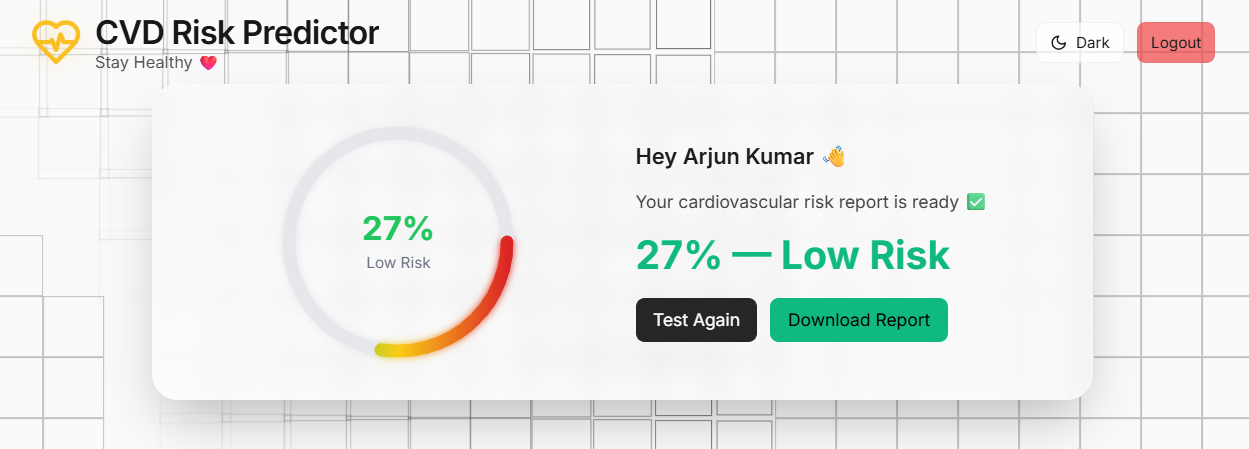 CVD Risk Predictor
Stay Healthy ❤️
Dark
Logout
27%
Low Risk
Hey Arjun Kumar 👋
Your cardiovascular risk report is ready ✅
27% — Low Risk
Test Again
Download Report